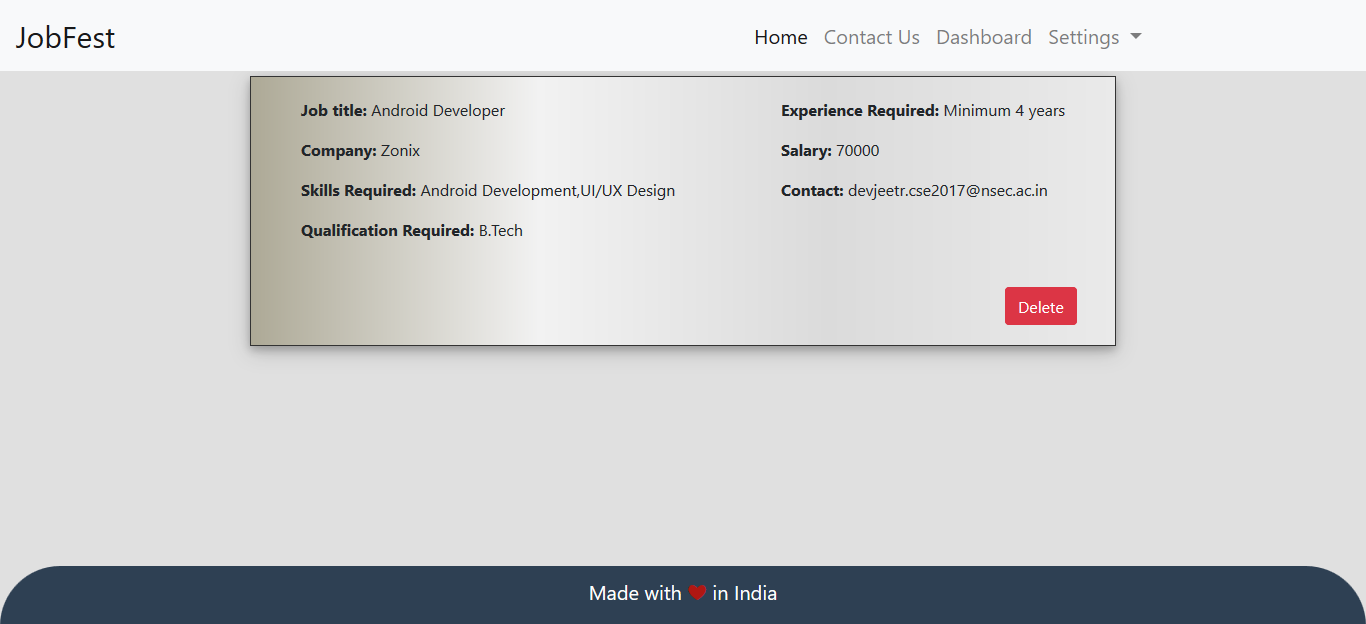 JobFest
Home Contact Us Dashboard Settings
Job title: Android Developer
Company: Zonix
Skills Required: Android Development,UI/UX Design
Qualification Required: B.Tech
Experience Required: Minimum 4 years
Salary: 70000
Contact: devjeetr.cse2017@nsec.ac.in
Delete
Made with ❤ in India